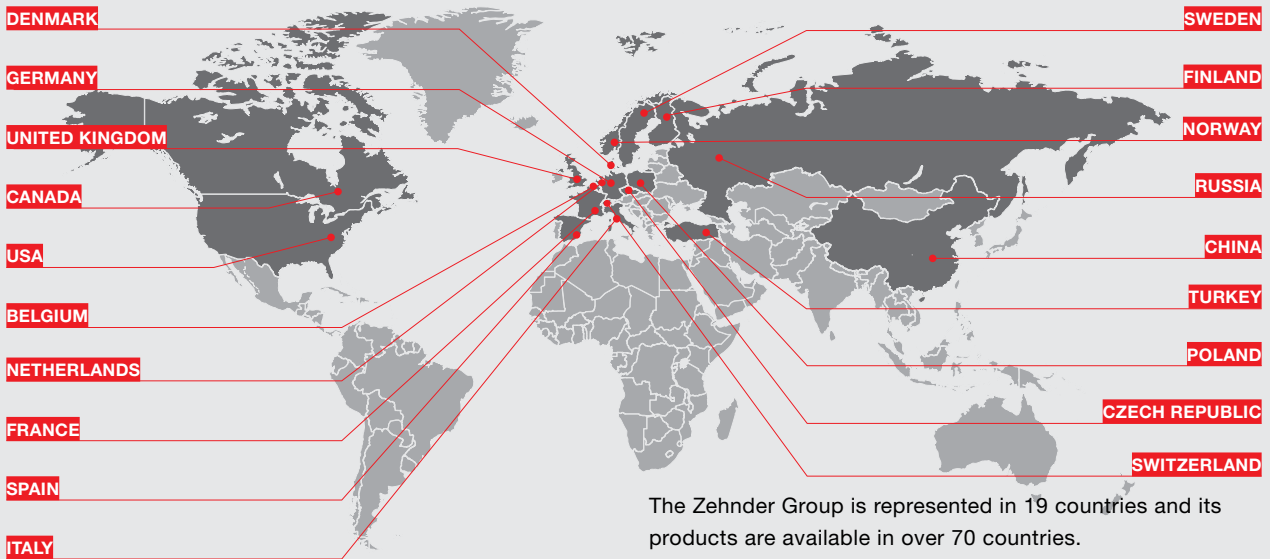 DENMARK
GERMANY
UNITED KINGDOM
CANADA
USA
BELGIUM
NETHERLANDS
FRANCE
SPAIN
ITALY
SWEDEN
FINLAND
NORWAY
RUSSIA
CHINA
TURKEY
POLAND
CZECH REPUBLIC
SWITZERLAND
The Zehnder Group is represented in 19 countries and its
products are available in over 70 countries.